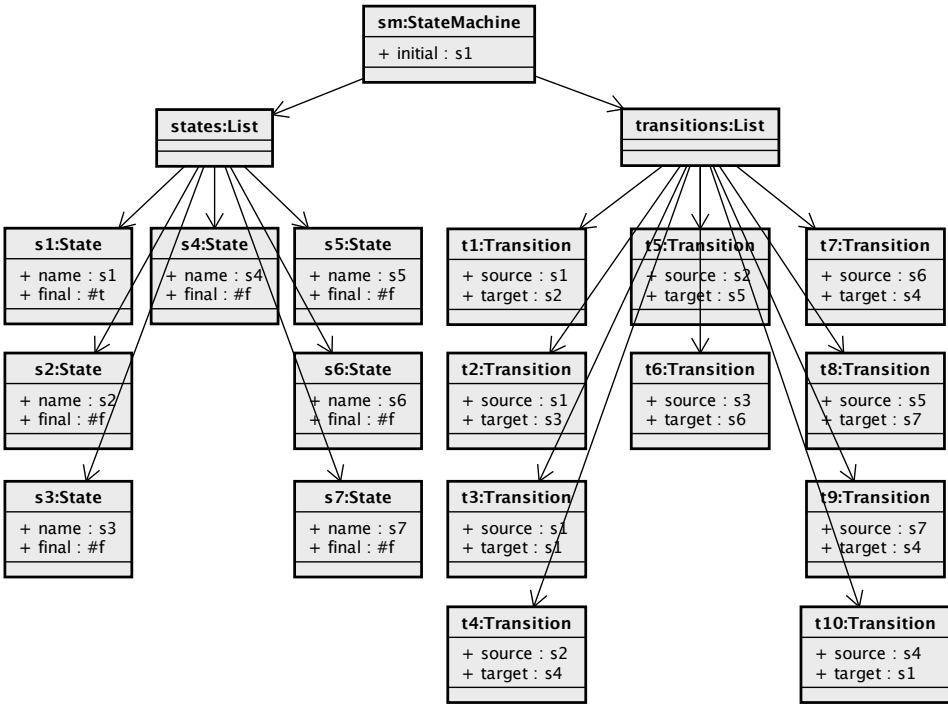 sm:StateMachine
+ initial : s1
states:List
transitions:List
s1:State
+ name : s1
+ final : #t
s4:State
+ name : s4
+ final : #f
s5:State
+ name : s5
+ final : #f
t1:Transition
+ source : s1
+ target : s2
t5:Transition
+ source : s2
+ target : s5
t7:Transition
+ source : s6
+ target : s4
s2:State
+ name : s2
+ final : #f
s6:State
+ name : s6
+ final : #f
t2:Transition
+ source : s1
+ target : s3
t6:Transition
+ source : s3
+ target : s6
t8:Transition
+ source : s5
+ target : s7
s3:State
+ name : s3
+ final : #f
s7:State
+ name : s7
+ final : #f
t3:Transition
+ source : s1
+ target : s1
t9:Transition
+ source : s7
+ target : s4
t4:Transition
+ source : s2
+ target : s4
t10:Transition
+ source : s4
+ target : s1